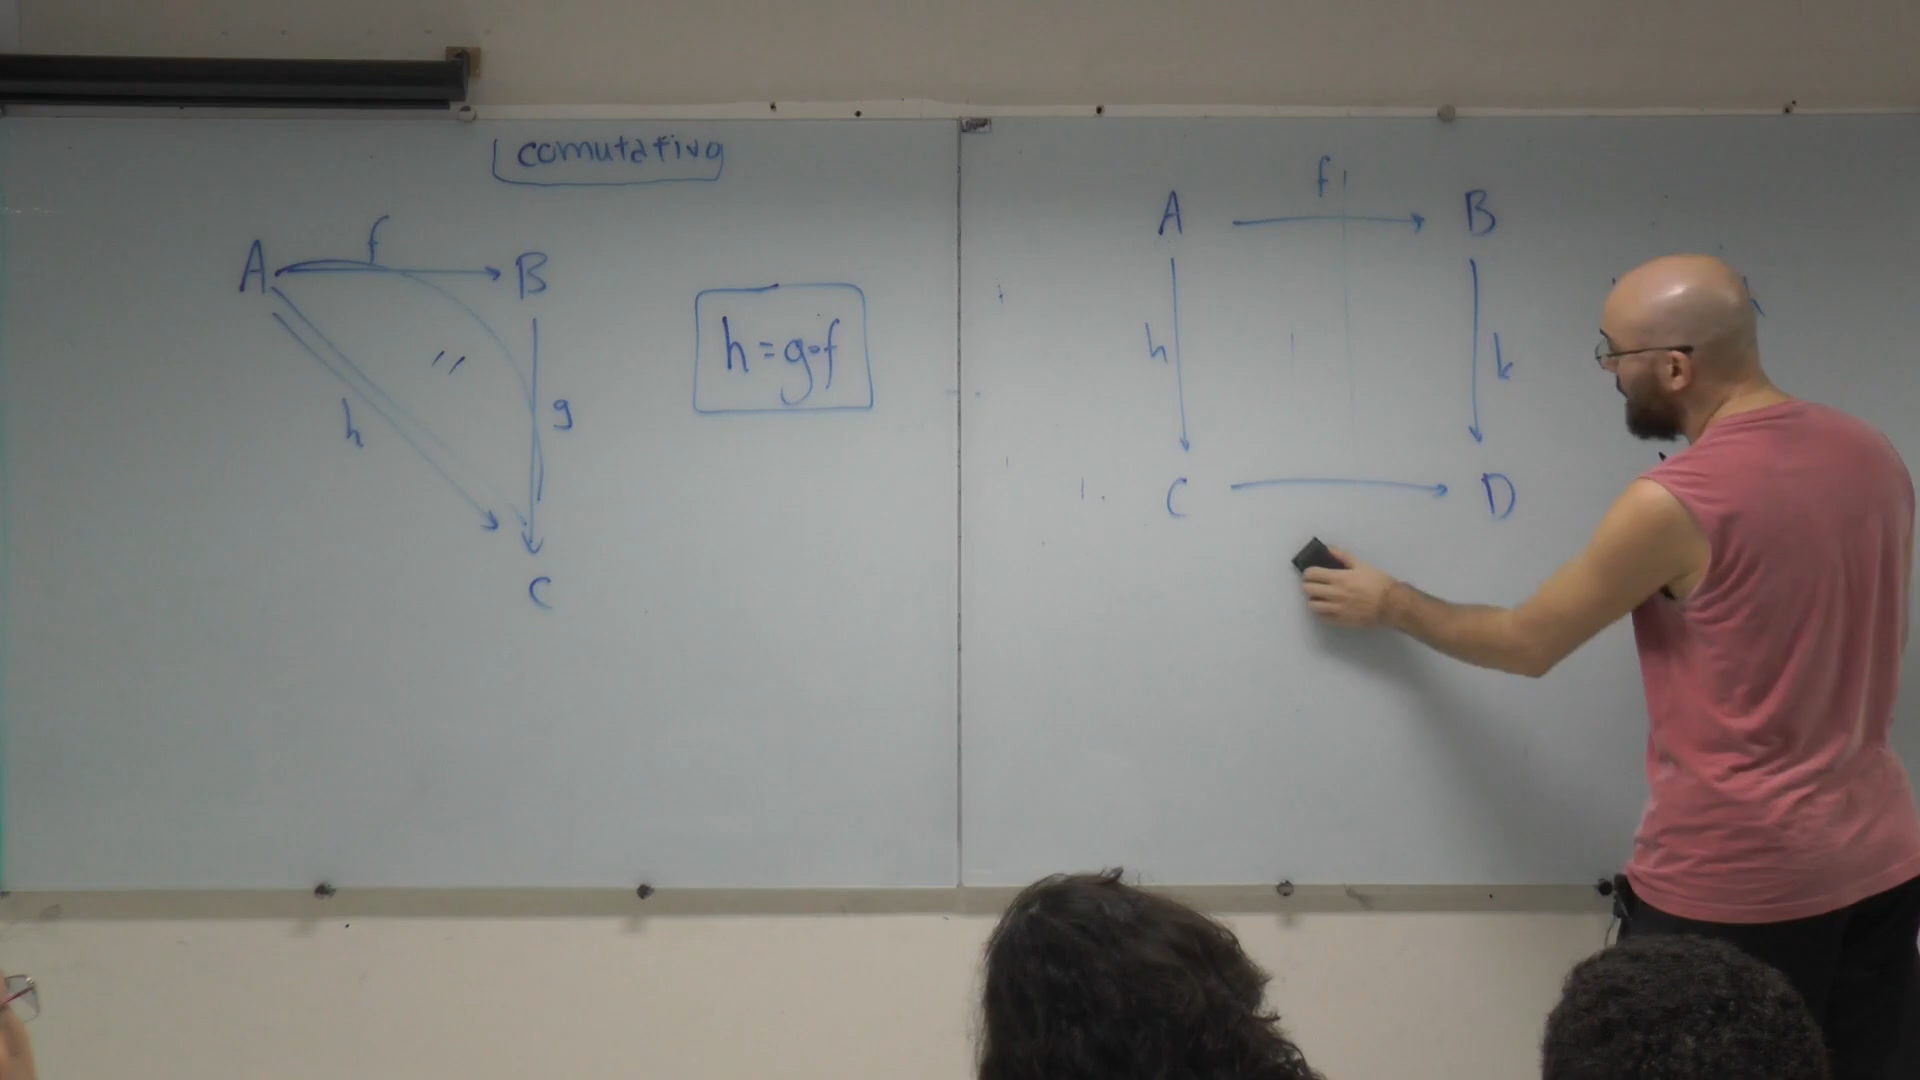 comutativo
A f B
g
h
C
h=g∘f
f
A B
h k
C D